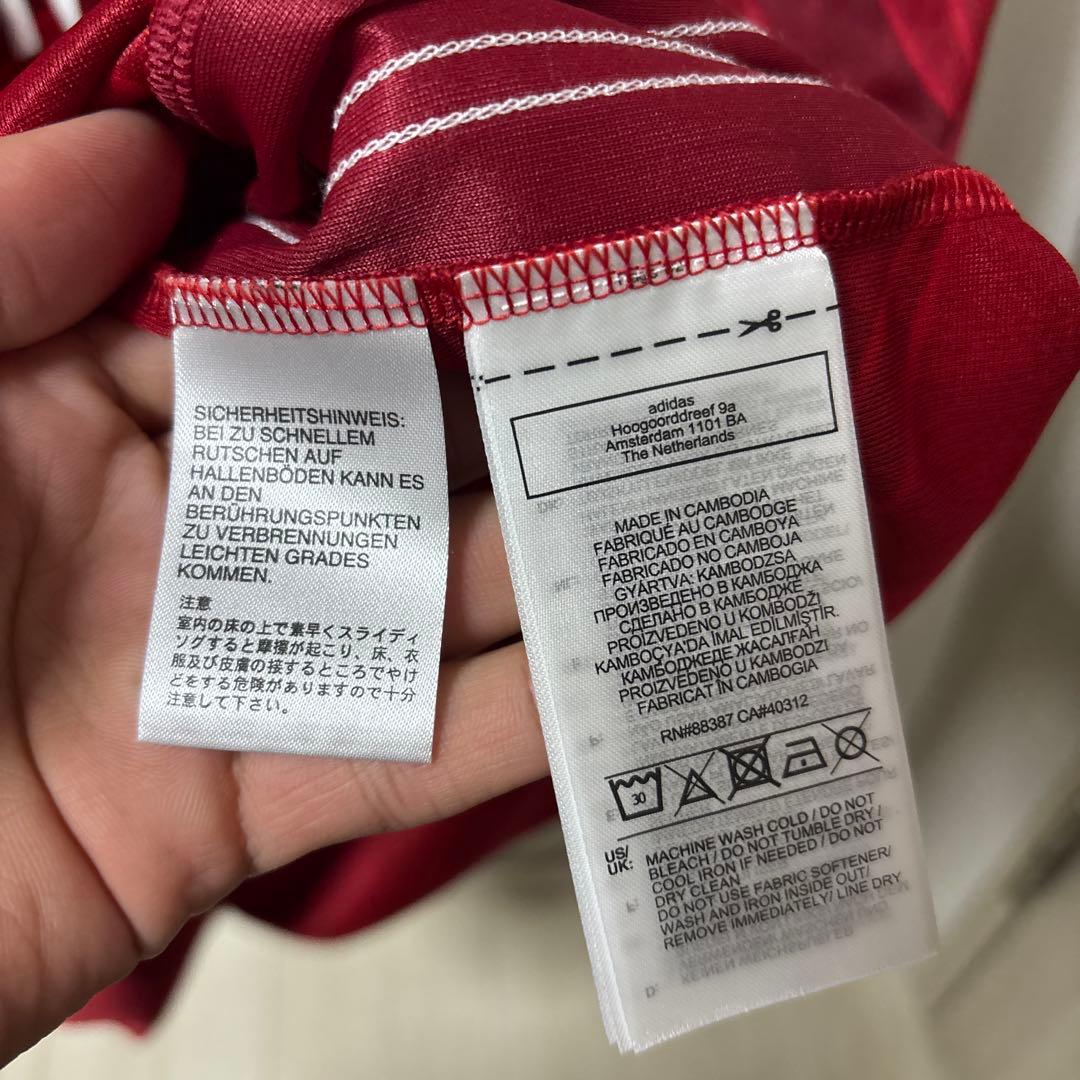 SICHERHEITSHINWEIS:
BEI ZU SCHNELLEM
RUTSCHEN AUF
HALLENBÖDEN KANN ES
AN DEN
BERÜHRUNGSPUNKTEN
ZU VERBRENNUNGEN
LEICHTEN GRADES
KOMMEN.
注意
室内の床の上で素早くスライディ
ングすると摩擦が起こり、床、衣
服及び皮膚の接するところでやけ
どをする危険がありますので十分
注意して下さい。
adidas
Hoogoorddreef 9a
Amsterdam 1101 BA
The Netherlands
MADE IN CAMBODIA
FABRIQUÉ AU CAMBODGE
FABRICADO EN CAMBOYA
FABRICADO NO CAMBOJA
GYÁRTVA: KAMBODZSA
ПРОИЗВЕДЕНО В КАМБОДЖА
СДЕЛАНО В КАМБОДЖЕ
PROIZVEDENO U KOMBODŽI
KAMBOÇYA'DA İMAL EDİLMİŞTİR.
КАМБОДЖЕДЕ ЖАСАЛҒАН
PROIZVEDENO U KAMBODZI
FABRICAT ÎN CAMBOGIA
RN#88387 CA#40312
30
US/
UK:
MACHINE WASH COLD / DO NOT
BLEACH / DO NOT TUMBLE DRY /
COOL IRON IF NEEDED / DO NOT
DRY CLEAN
DO NOT USE FABRIC SOFTENER/
WASH AND IRON INSIDE OUT/
REMOVE IMMEDIATELY/ LINE DRY